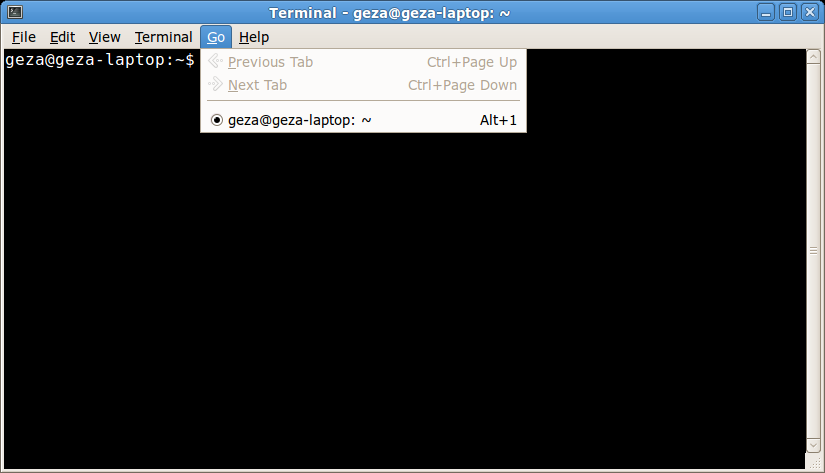 Terminal - geza@geza-laptop: ~
File Edit View Terminal Go Help
geza@geza-laptop:~$
Previous Tab Ctrl+Page Up
Next Tab Ctrl+Page Down
geza@geza-laptop: ~ Alt+1